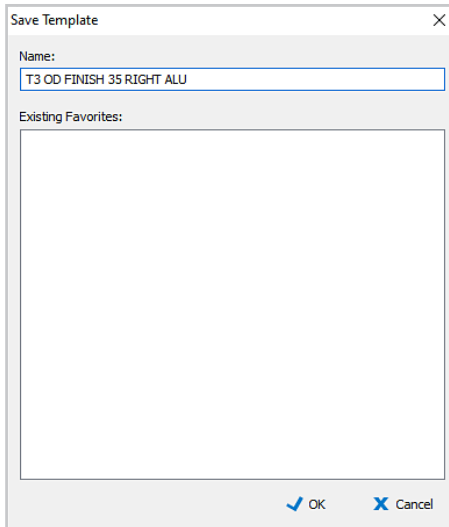 Save Template
Name:
T3 OD FINISH 35 RIGHT ALU
Existing Favorites:
OK Cancel